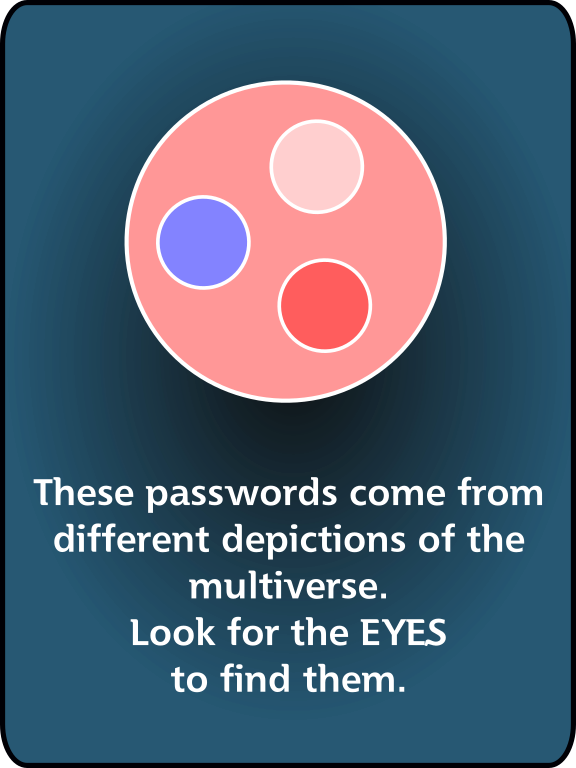 These passwords come from
different depictions of the
multiverse.
Look for the EYES
to find them.